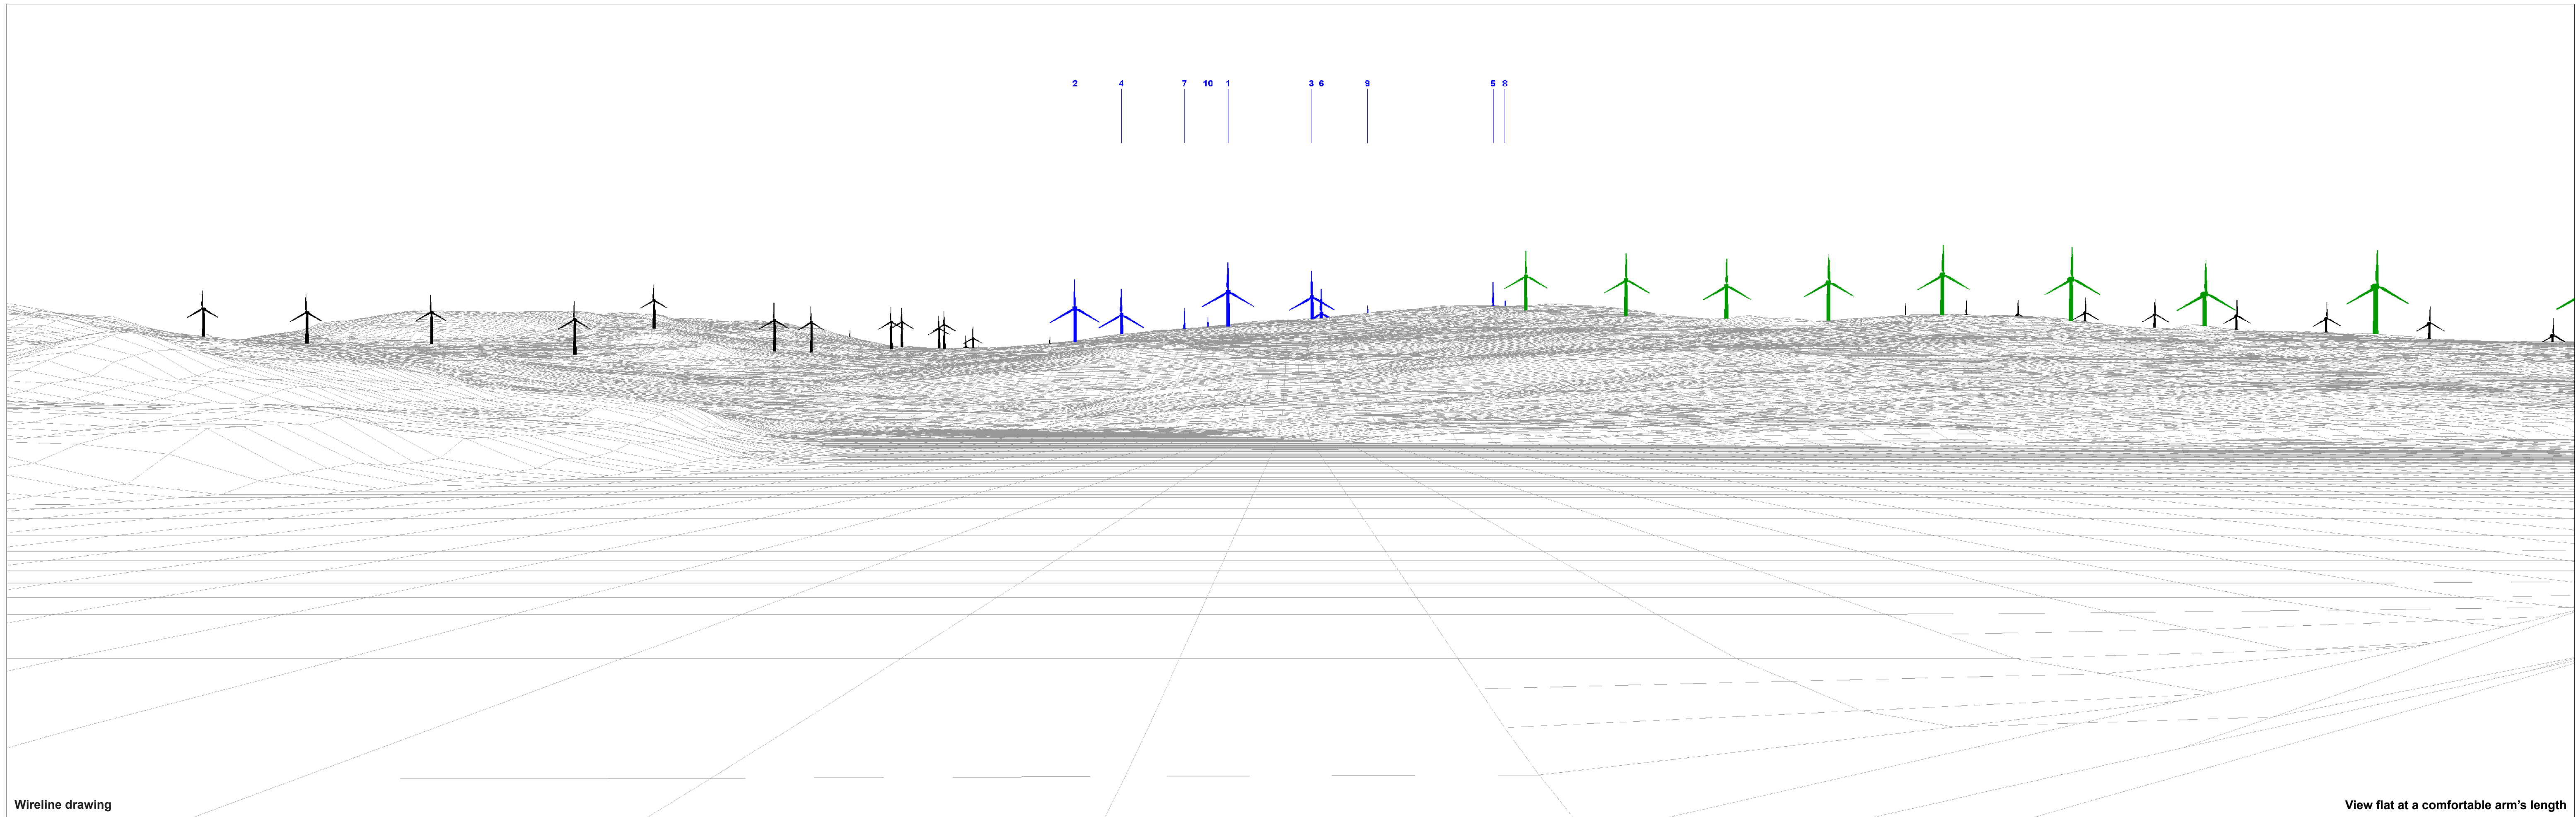 2 4 7 10 1 3 6 9 5 8
Wireline drawing
View flat at a comfortable arm's length